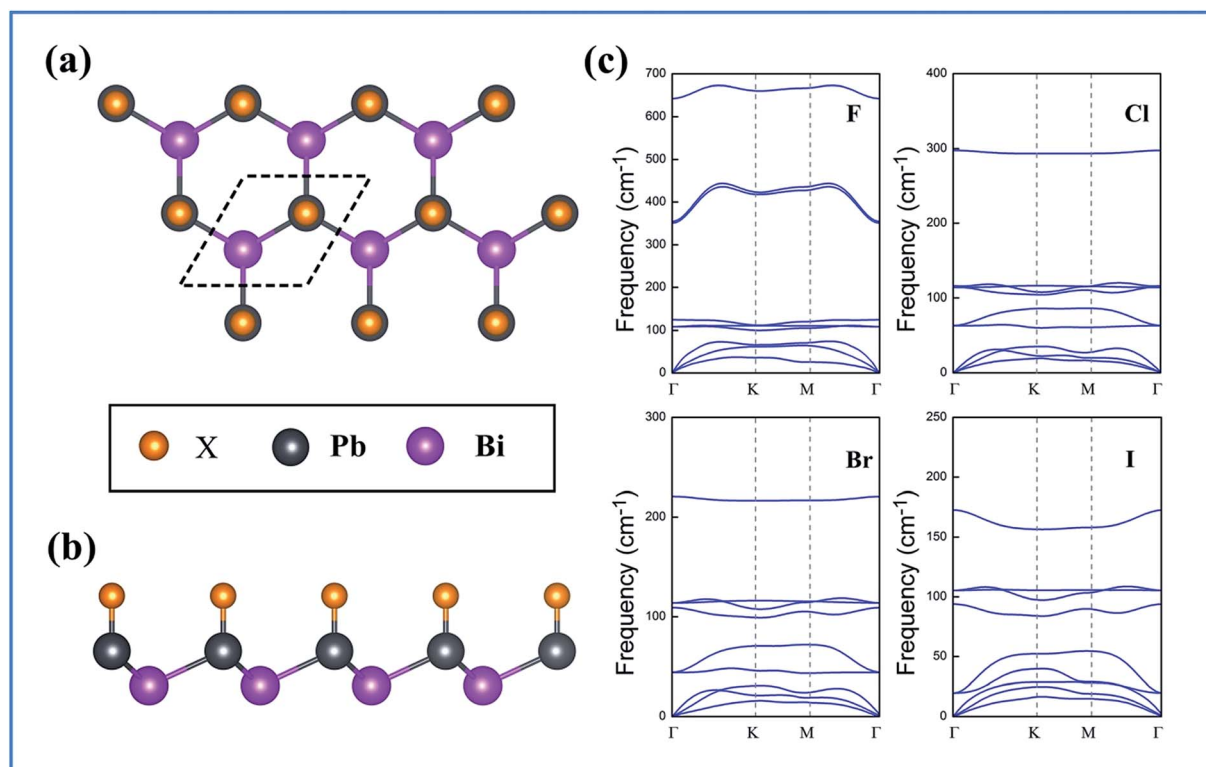 (a)
X Pb Bi
(b)
(c)
700
600
500
400
300
200
100
0
Frequency (cm⁻¹)
F
Γ K M Γ
400
300
200
100
0
Frequency (cm⁻¹)
Cl
Γ K M Γ
300
200
100
0
Frequency (cm⁻¹)
Br
Γ K M Γ
250
200
150
100
50
0
Frequency (cm⁻¹)
I
Γ K M Γ